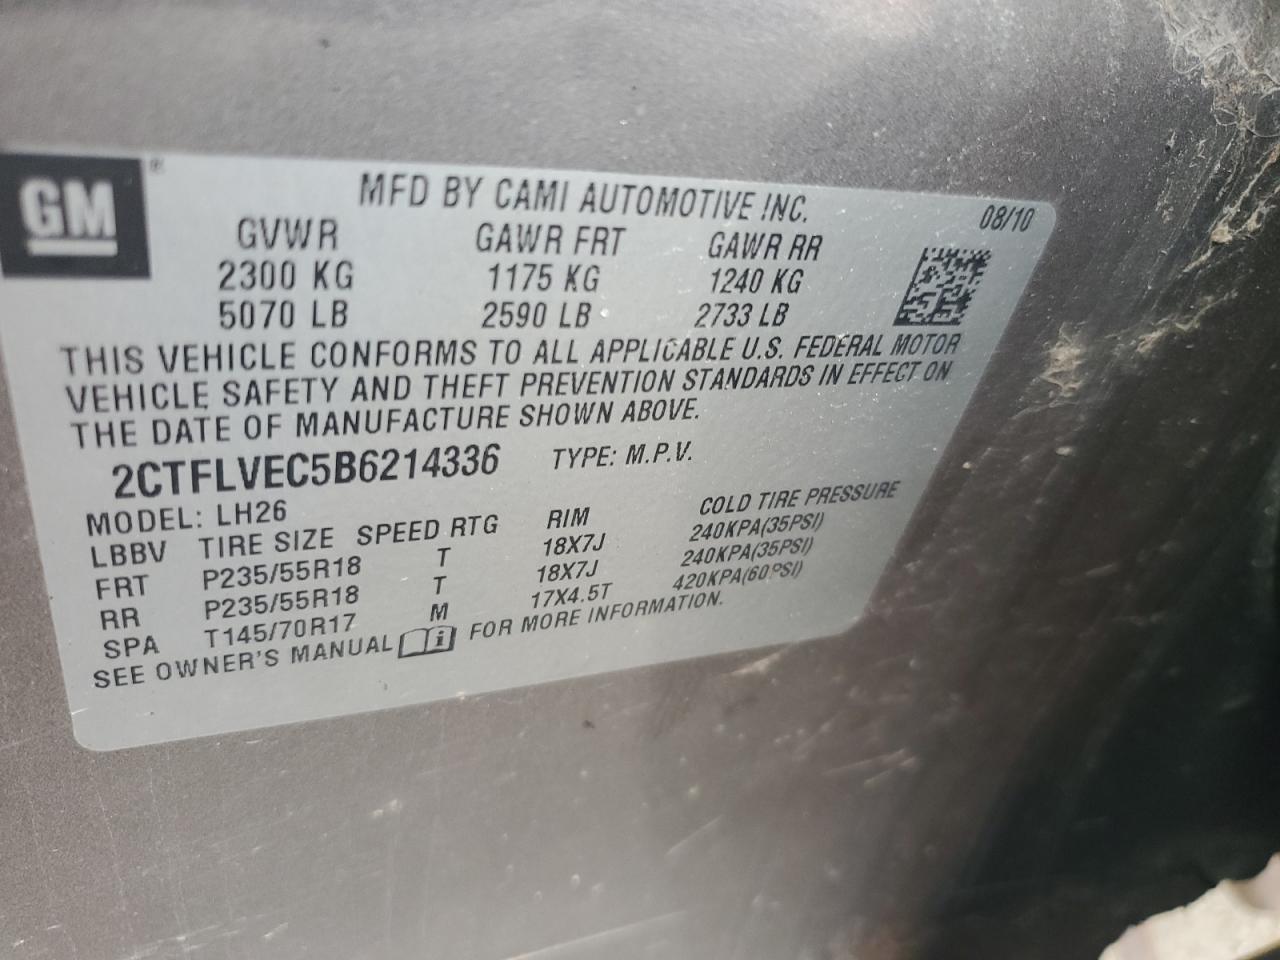 GM®
MFD BY CAMI AUTOMOTIVE INC.
08/10
GVWR GAWR FRT GAWR RR
2300 KG 1175 KG 1240 KG
5070 LB 2590 LB 2733 LB
THIS VEHICLE CONFORMS TO ALL APPLICABLE U.S. FEDERAL MOTOR
VEHICLE SAFETY AND THEFT PREVENTION STANDARDS IN EFFECT ON
THE DATE OF MANUFACTURE SHOWN ABOVE.
2CTFLVEC5B6214336 TYPE: M.P.V.
MODEL: LH26
LBBV TIRE SIZE SPEED RTG RIM COLD TIRE PRESSURE
FRT P235/55R18 T 18X7J 240KPA(35PSI)
RR P235/55R18 T 18X7J 240KPA(35PSI)
SPA T145/70R17 M 17X4.5T 420KPA(60PSI)
SEE OWNER'S MANUAL i FOR MORE INFORMATION.